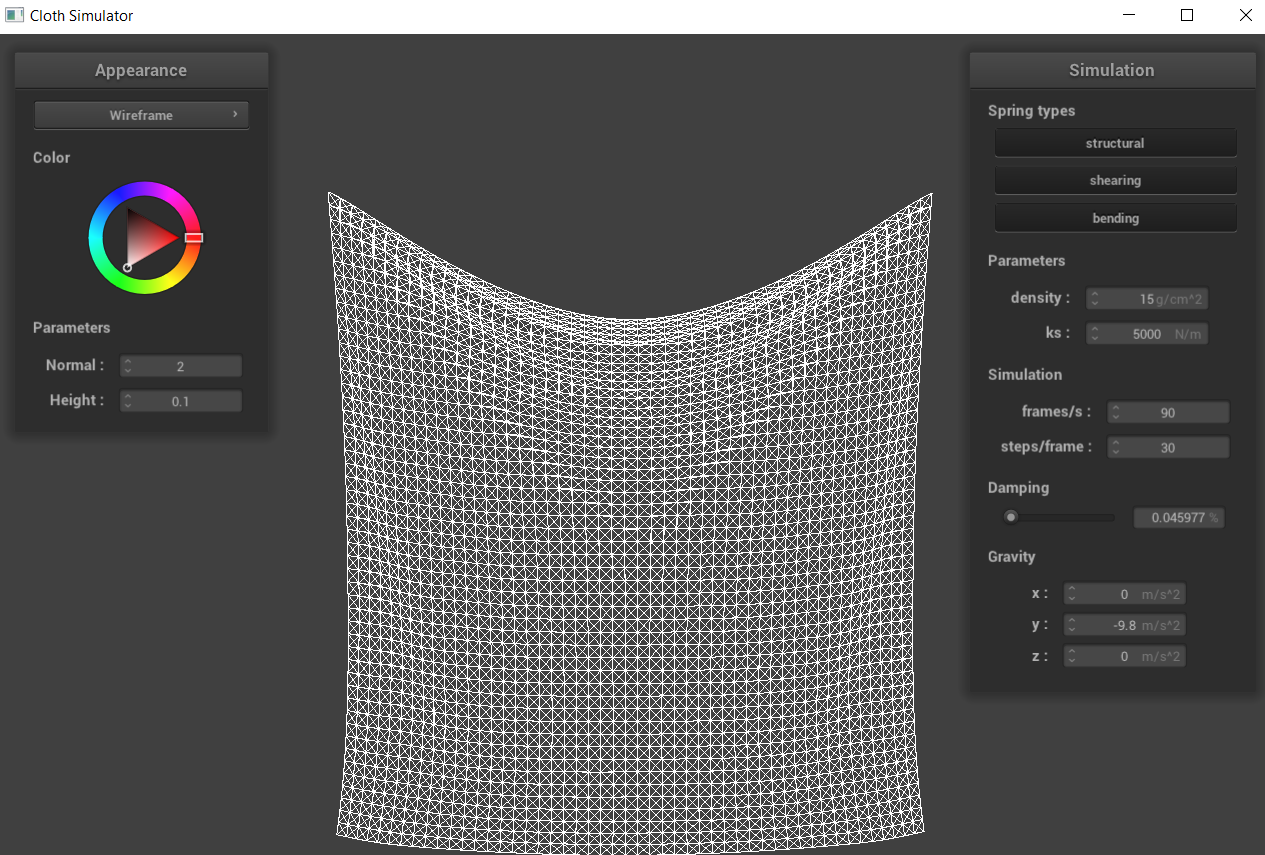 Cloth Simulator
Appearance
Wireframe
Color
Parameters
Normal : 2
Height : 0.1
Simulation
Spring types
structural
shearing
bending
Parameters
density : 15 g/cm^2
ks : 5000 N/m
Simulation
frames/s : 90
steps/frame : 30
Damping
0.045977 %
Gravity
x : 0 m/s^2
y : -9.8 m/s^2
z : 0 m/s^2